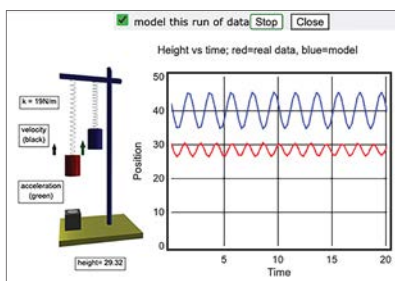 model this run of data Stop Close
Height vs time; red=real data, blue=model
k = 19N/m
velocity
(black)
acceleration
(green)
height= 29.32
Position
50
40
30
20
10
0
5
10
15
20
Time